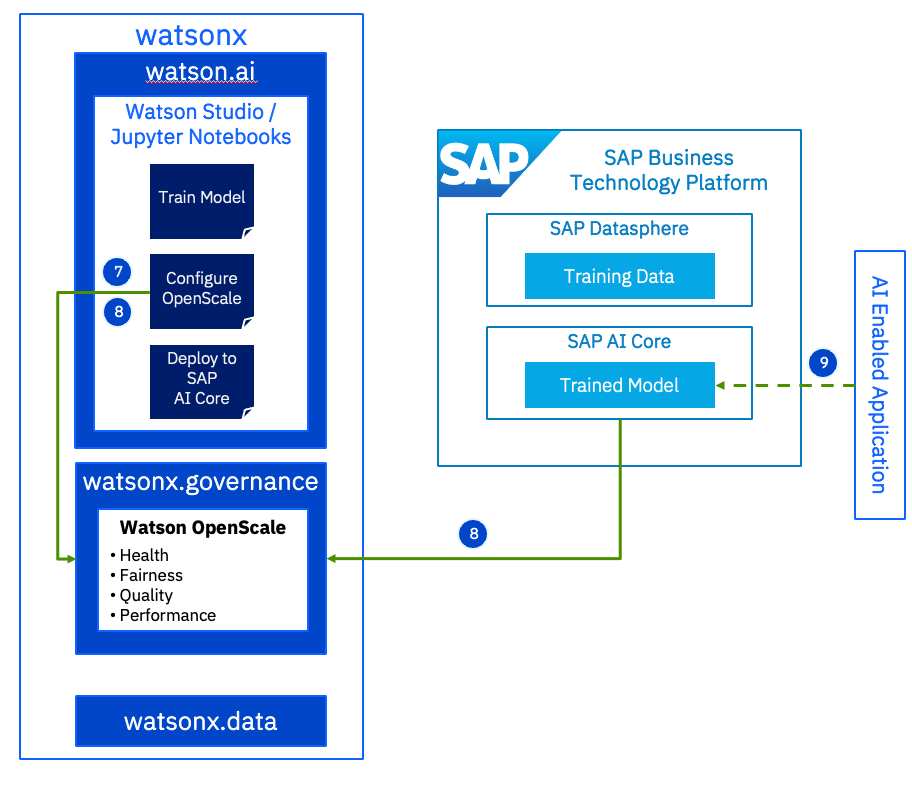 watsonx
watson.ai
Watson Studio /
Jupyter Notebooks
Train Model
7
Configure
OpenScale
8
Deploy to
SAP
AI Core
watsonx.governance
Watson OpenScale
• Health
• Fairness
• Quality
• Performance
watsonx.data
8
SAP
SAP Business
Technology Platform
SAP Datasphere
Training Data
SAP AI Core
Trained Model
9
AI Enabled Application